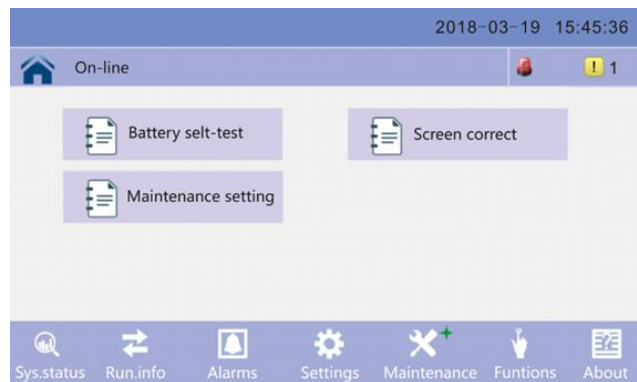 2018-03-19 15:45:36
On-line
! 1
Battery selt-test
Screen correct
Maintenance setting
Sys.status Run.info Alarms Settings Maintenance Funtions About